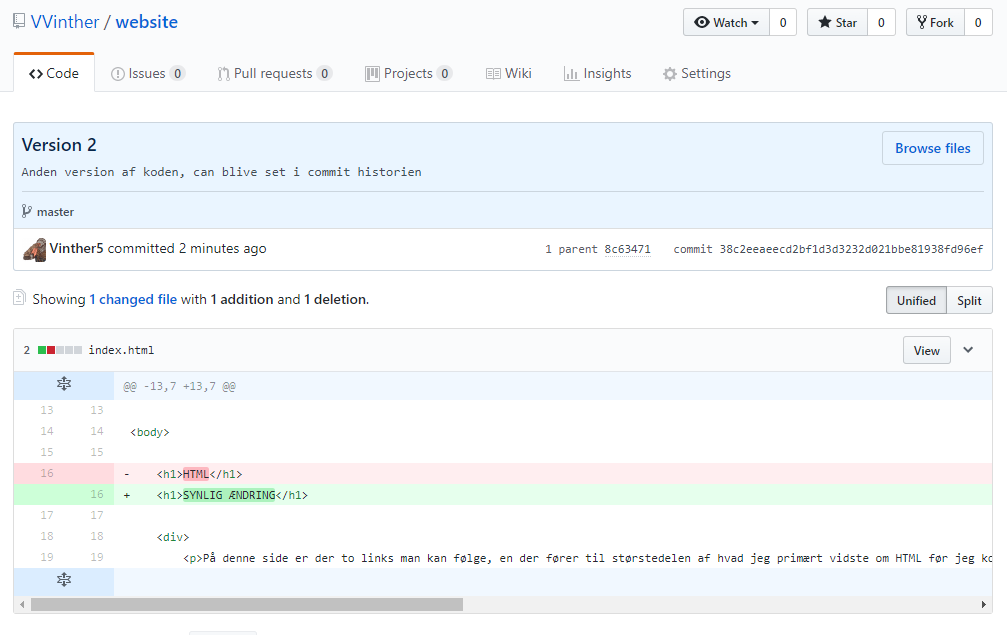 VVinther / website
Watch 0 Star 0 Fork 0
Code Issues 0 Pull requests 0 Projects 0 Wiki Insights Settings
Version 2
Browse files
Anden version af koden, can blive set i commit historien
master
Vinther5 committed 2 minutes ago 1 parent 8c63471 commit 38c2eeaeecd2bf1d3d3232d021bbe81938fd96ef
Showing 1 changed file with 1 addition and 1 deletion. Unified Split
2 index.html View
@@ -13,7 +13,7 @@
13 13
14 14 <body>
15 15
16 - <h1>HTML</h1>
16 + <h1>SYNLIG ÆNDRING</h1>
17 17
18 18 <div>
19 19 <p>På denne side er der to links man kan følge, en der fører til størstedelen af hvad jeg primært vidste om HTML før jeg ko